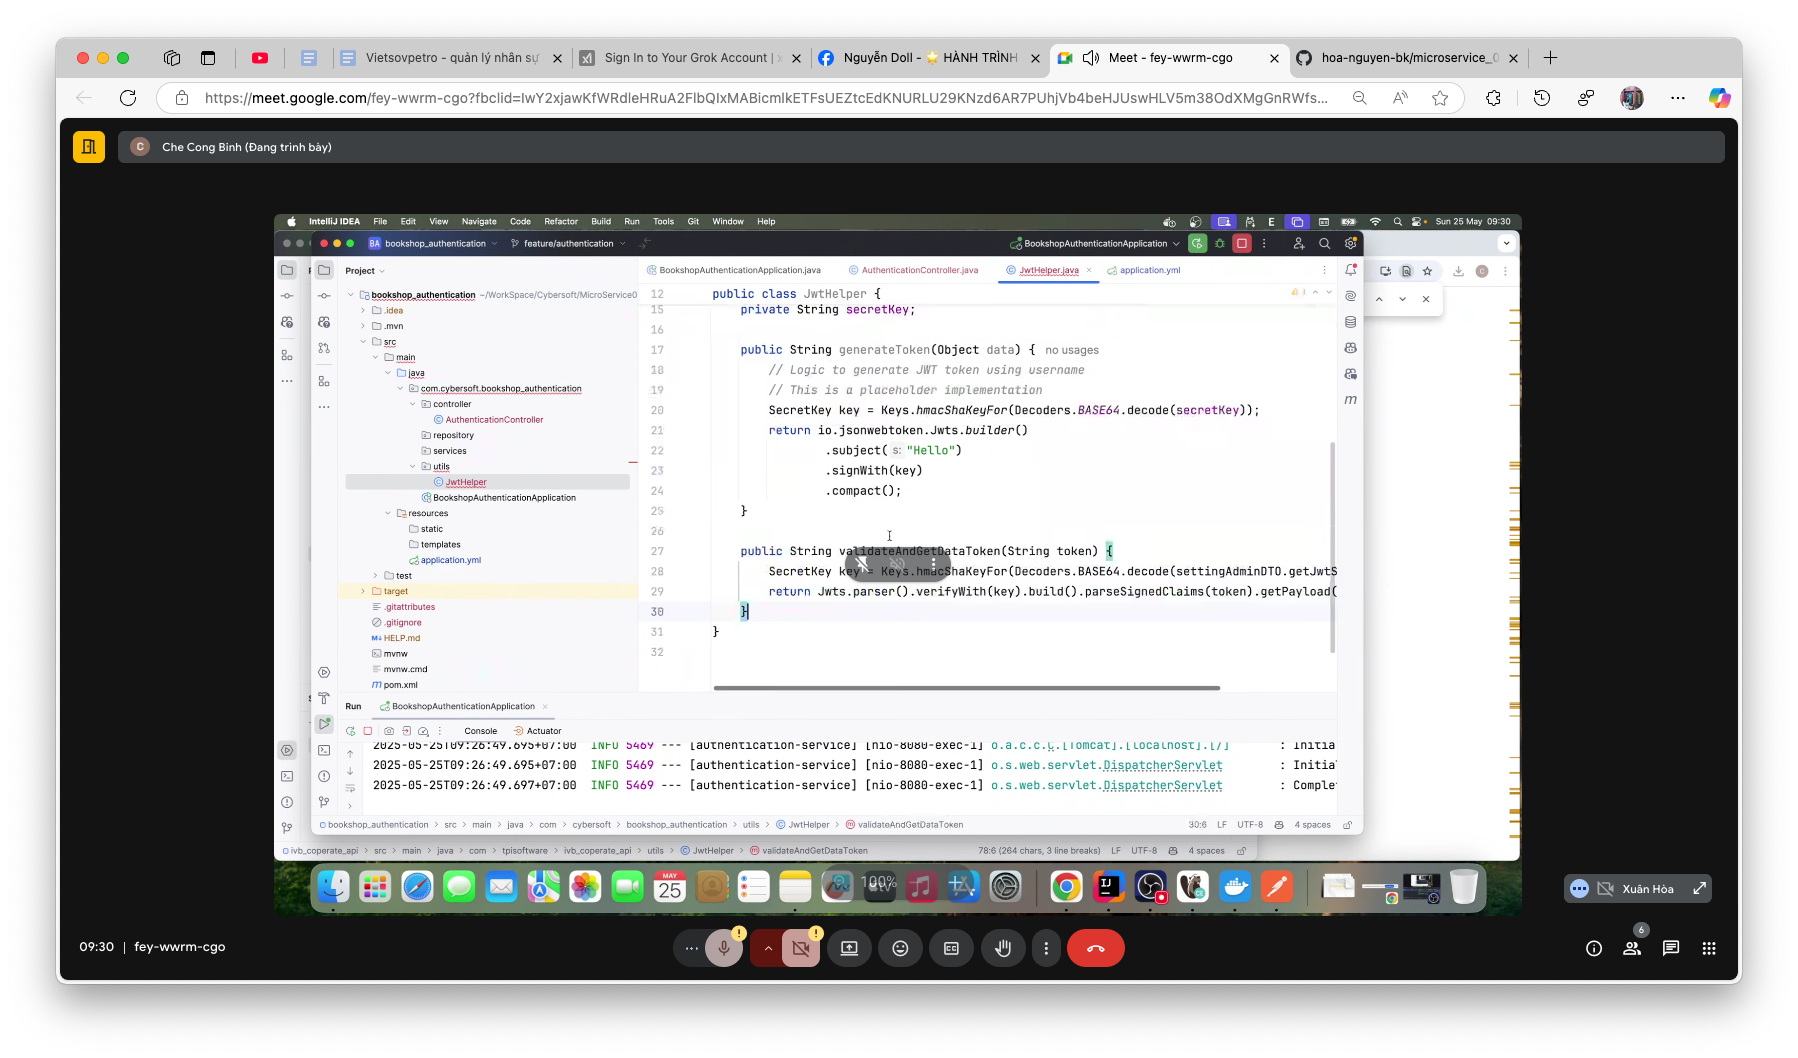 Vietsovpetro - quản lý nhân sự
Sign In to Your Grok Account |
Nguyễn Doll - 🌟 HÀNH TRÌNH
Meet - fey-wwrm-cgo
hoa-nguyen-bk/microservice_0
https://meet.google.com/fey-wwrm-cgo?fbclid=IwY2xjawKfWRdleHRuA2FlbQIxMABicmlkETFsUEZtcEdKNURLU29KNzd6AR7PUhjVb4beHJUswHLV5m38OdXMgGnRWfs...
C Che Cong Binh (Đang trình bày)
IntelliJ IDEA File Edit View Navigate Code Refactor Build Run Tools Git Window Help E Sun 25 May 09:30
BA bookshop_authentication feature/authentication BookshopAuthenticationApplication
Project
BookshopAuthenticationApplication.java AuthenticationController.java JwtHelper.java application.yml
bookshop_authentication ~/WorkSpace/Cybersoft/MicroService0
.idea
.mvn
src
main
java
com.cybersoft.bookshop_authentication
controller
AuthenticationController
repository
services
utils
JwtHelper
BookshopAuthenticationApplication
resources
static
templates
application.yml
test
target
.gitattributes
.gitignore
HELP.md
mvnw
mvnw.cmd
pom.xml
12 public class JwtHelper {
15 private String secretKey;
16
17 public String generateToken(Object data) { no usages
18 // Logic to generate JWT token using username
19 // This is a placeholder implementation
20 SecretKey key = Keys.hmacShaKeyFor(Decoders.BASE64.decode(secretKey));
21 return io.jsonwebtoken.Jwts.builder()
22 .subject( s: "Hello")
23 .signWith(key)
24 .compact();
25 }
26
27 public String validateAndGetDataToken(String token) {
28 SecretKey key = Keys.hmacShaKeyFor(Decoders.BASE64.decode(settingAdminDTO.getJwtS
29 return Jwts.parser().verifyWith(key).build().parseSignedClaims(token).getPayload(
30 }
31 }
32
Run BookshopAuthenticationApplication
Console Actuator
2025-05-25T09:26:49.695+07:00 INFO 5469 --- [authentication-service] [nio-8080-exec-1] o.a.c.c.C.[Tomcat].[localhost].[/] : Initia
2025-05-25T09:26:49.695+07:00 INFO 5469 --- [authentication-service] [nio-8080-exec-1] o.s.web.servlet.DispatcherServlet : Initial
2025-05-25T09:26:49.697+07:00 INFO 5469 --- [authentication-service] [nio-8080-exec-1] o.s.web.servlet.DispatcherServlet : Comple
bookshop_authentication > src > main > java > com > cybersoft > bookshop_authentication > utils > JwtHelper > validateAndGetDataToken 30:6 LF UTF-8 4 spaces
ivb_coperate_api > src > main > java > com > tpisoftware > ivb_coperate_api > utils > JwtHelper > validateAndGetDataToken 78:6 (264 chars, 3 line breaks) LF UTF-8 4 spaces
MAY
25
100%
Xuân Hòa
09:30 | fey-wwrm-cgo
6